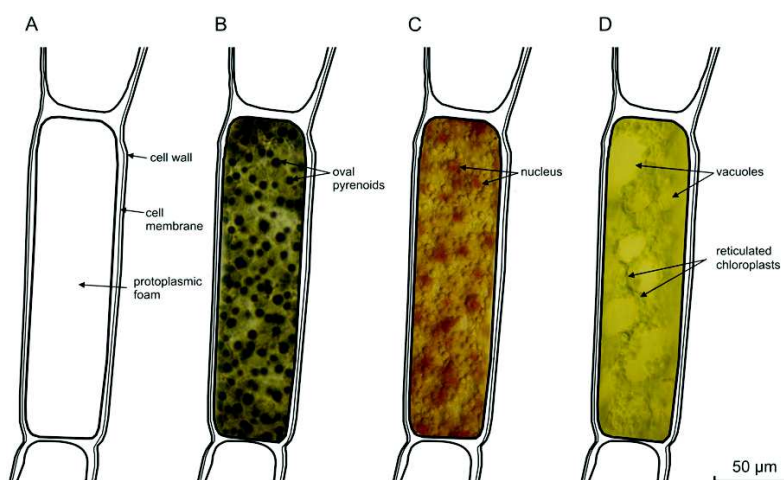 A
B
C
D
cell wall
cell
membrane
protoplasmic
foam
oval
pyrenoids
nucleus
vacuoles
reticulated
chloroplasts
50 µm